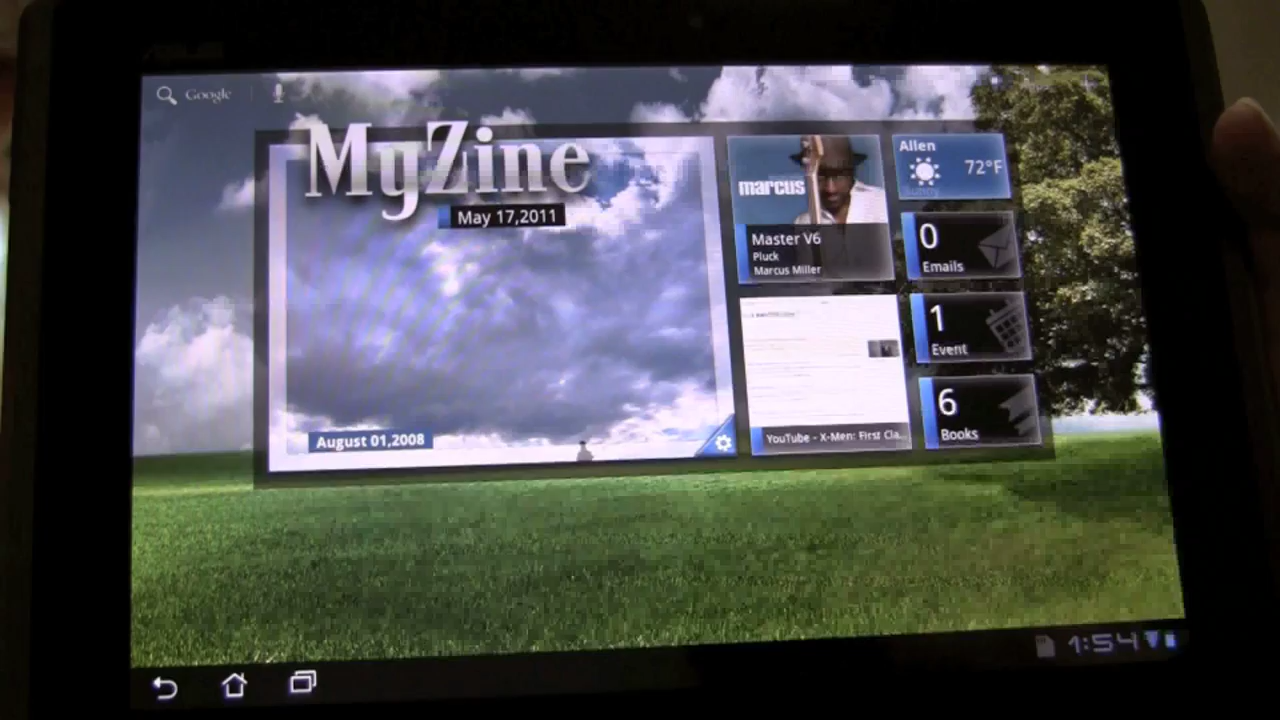 Google
MyZine
May 17,2011
August 01,2008
marcus
Master V6
Pluck
Marcus Miller
YouTube - X-Men: First Cla..
Allen
72°F
Sunny
0
Emails
1
Event
6
Books
1:54